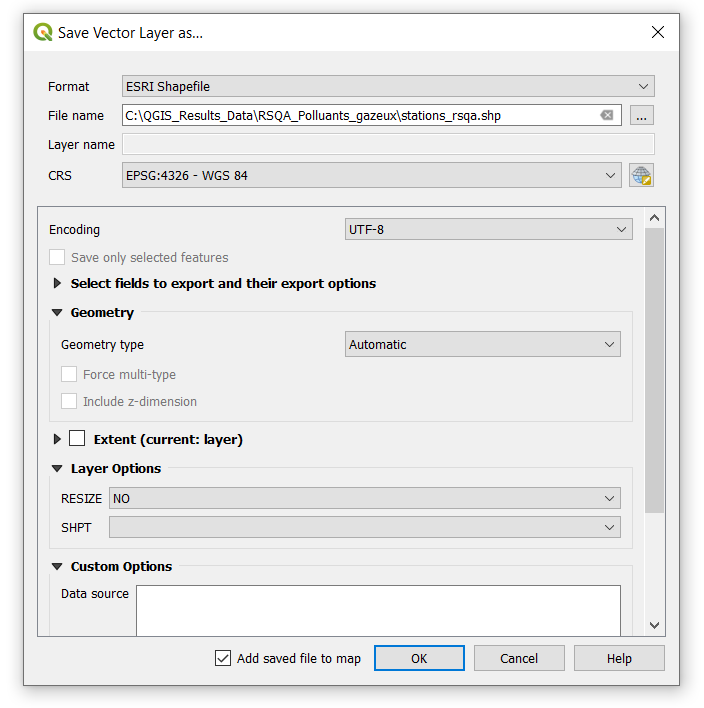 Save Vector Layer as...
Format ESRI Shapefile
File name C:\QGIS_Results_Data\RSQA_Polluants_gazeux\stations_rsqa.shp ...
Layer name
CRS EPSG:4326 - WGS 84
Encoding UTF-8
Save only selected features
Select fields to export and their export options
Geometry
Geometry type Automatic
Force multi-type
Include z-dimension
Extent (current: layer)
Layer Options
RESIZE NO
SHPT
Custom Options
Data source
Add saved file to map OK Cancel Help